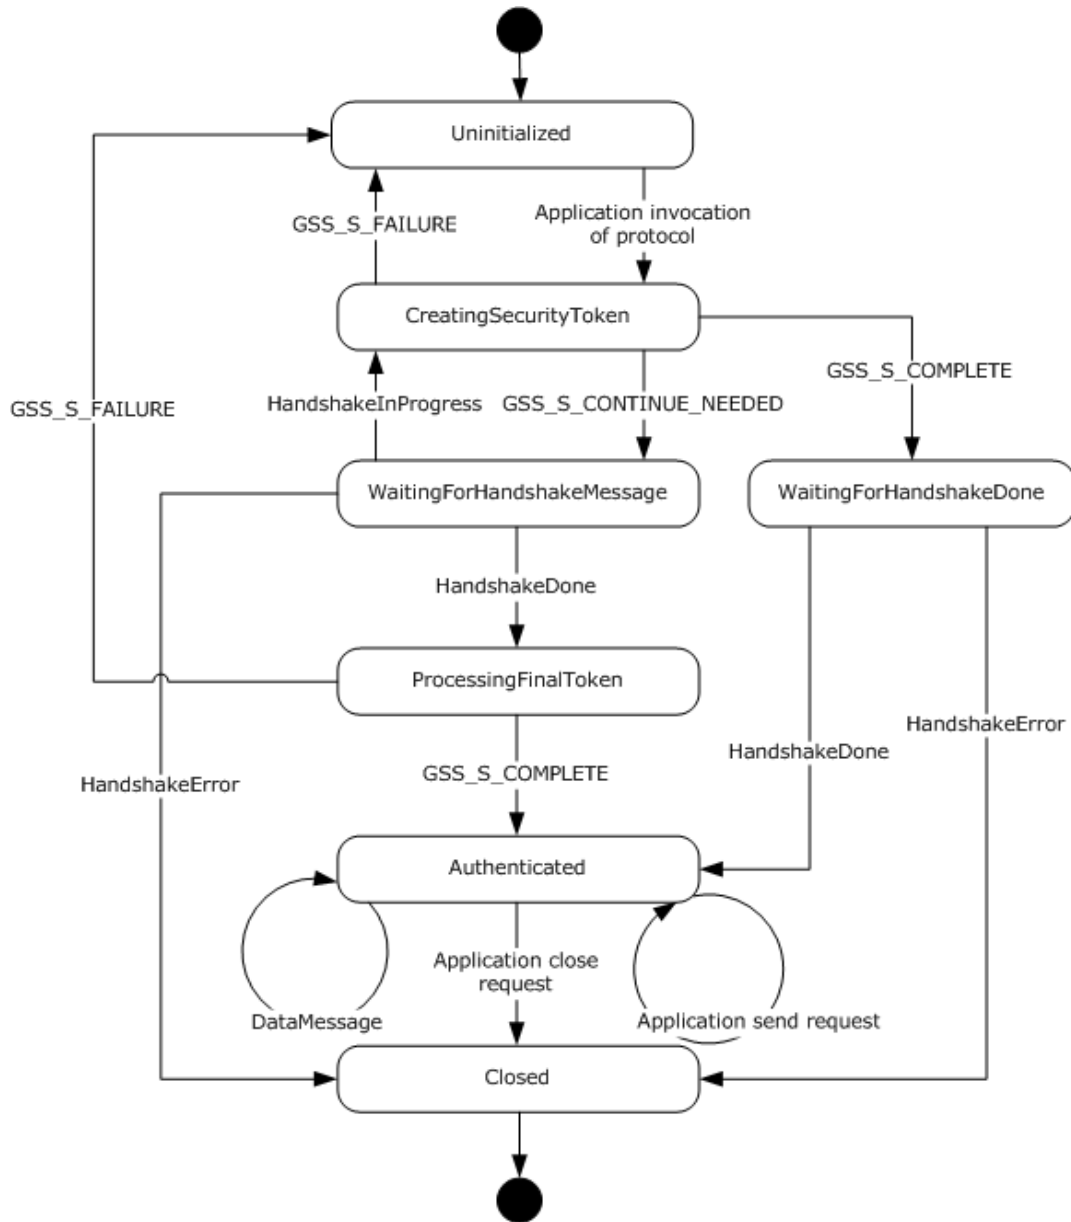 Uninitialized
GSS_S_FAILURE
Application invocation
of protocol
CreatingSecurityToken
GSS_S_COMPLETE
GSS_S_FAILURE
HandshakeInProgress
GSS_S_CONTINUE_NEEDED
WaitingForHandshakeMessage
WaitingForHandshakeDone
HandshakeDone
ProcessingFinalToken
HandshakeError
HandshakeDone
GSS_S_COMPLETE
HandshakeError
Authenticated
Application close
request
DataMessage
Application send request
Closed